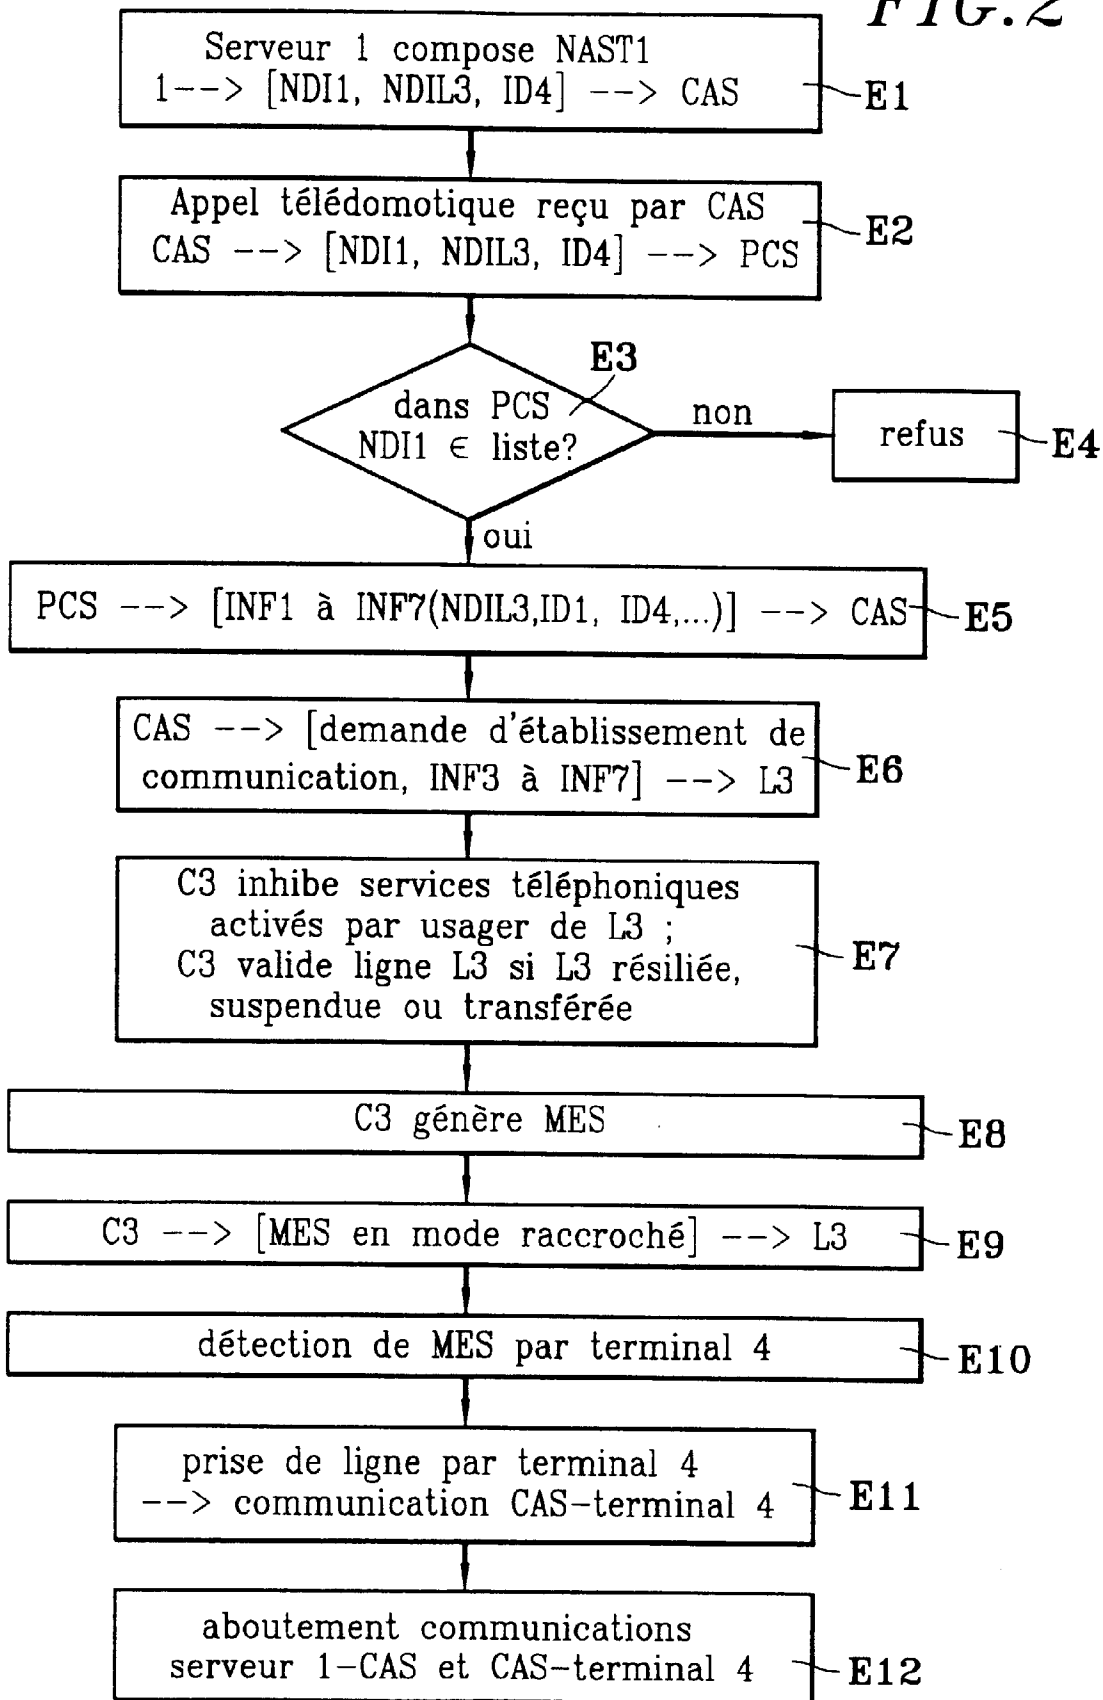 FIG.2
Serveur 1 compose NAST1
1--> [NDI1, NDIL3, ID4] --> CAS
E1
Appel télédomotique reçu par CAS
CAS --> [NDI1, NDIL3, ID4] --> PCS
E2
E3
dans PCS
NDI1 ∈ liste?
non
refus
E4
oui
PCS --> [INF1 à INF7(NDIL3,ID1, ID4,...)] --> CAS
E5
CAS --> [demande d'établissement de
communication, INF3 à INF7] --> L3
E6
C3 inhibe services téléphoniques
activés par usager de L3 ;
C3 valide ligne L3 si L3 résiliée,
suspendue ou transférée
E7
C3 génère MES
E8
C3 --> [MES en mode raccroché] --> L3
E9
détection de MES par terminal 4
E10
prise de ligne par terminal 4
--> communication CAS-terminal 4
E11
aboutement communications
serveur 1-CAS et CAS-terminal 4
E12